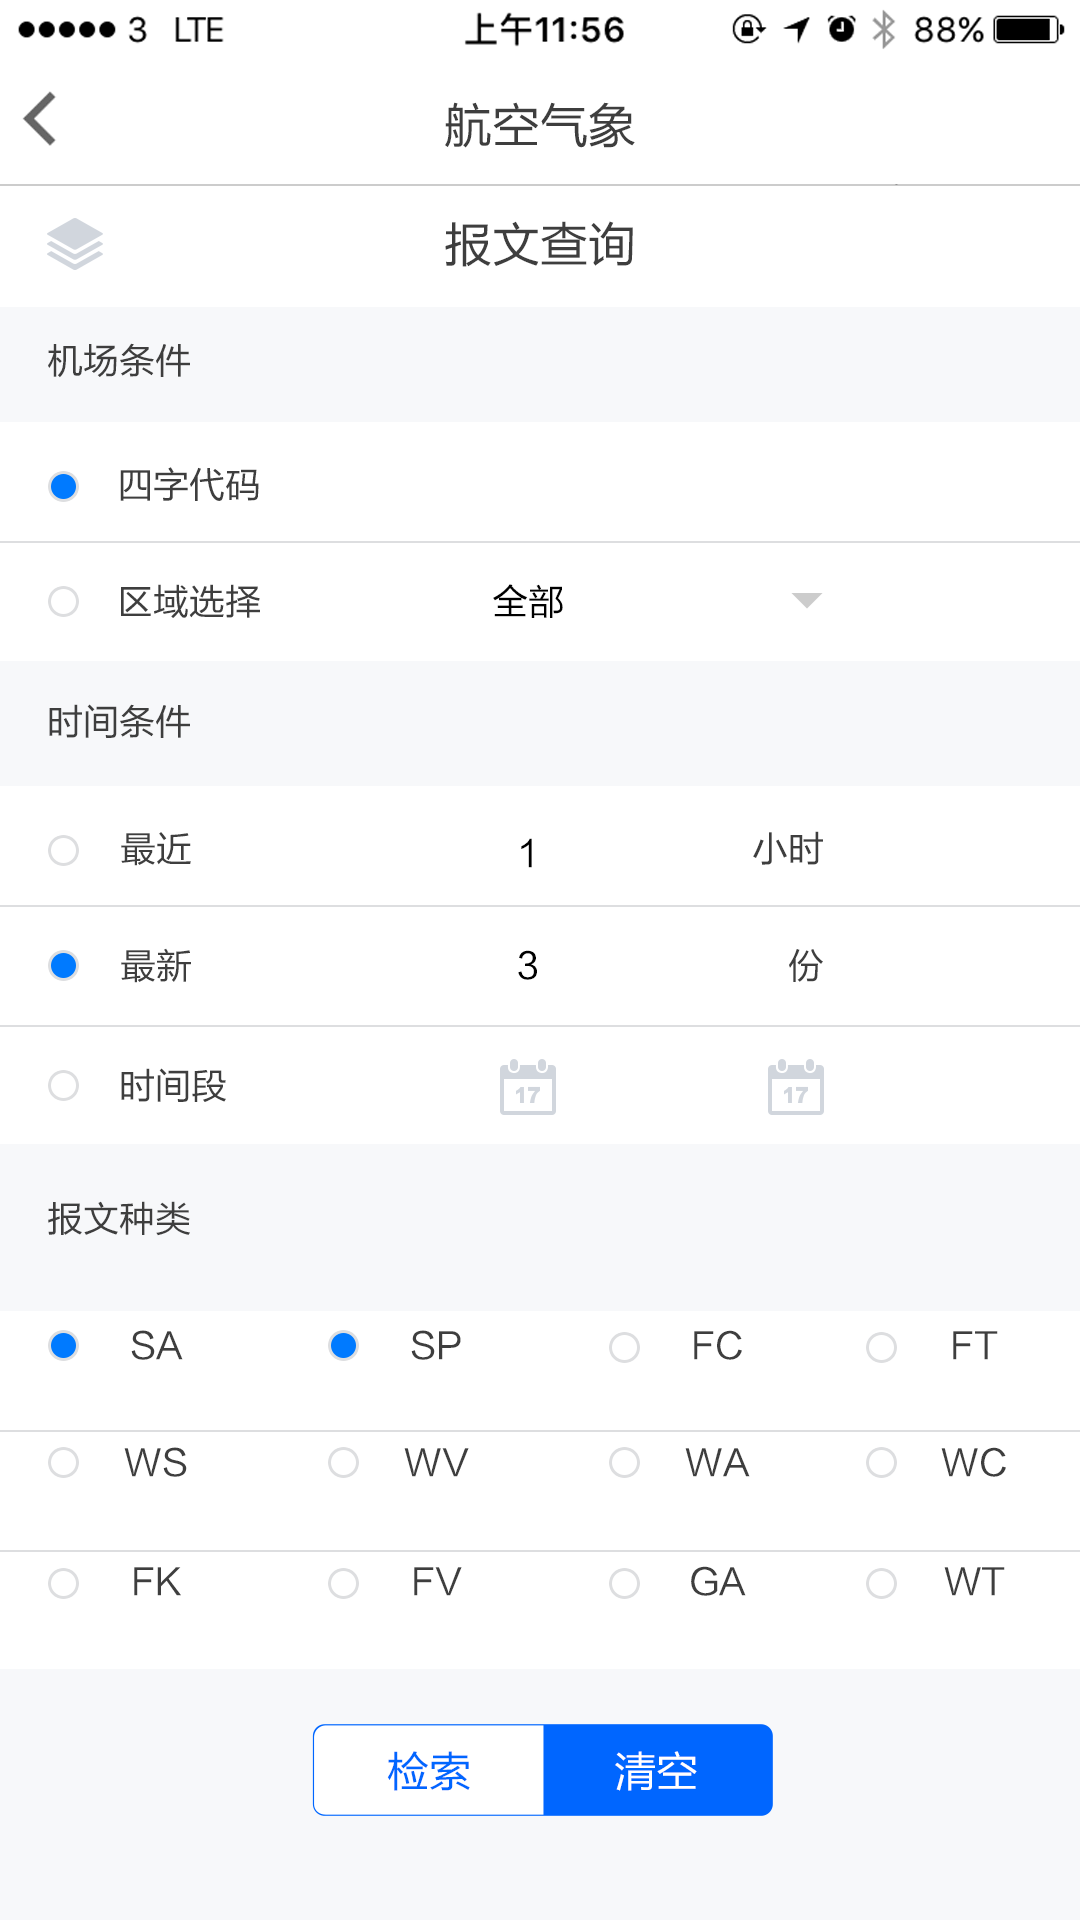 ●●●●● 3 LTE 上午11:56 88%
航空气象
报文查询
机场条件
四字代码
区域选择 全部
时间条件
最近 1 小时
最新 3 份
时间段 17 17
报文种类
SA SP FC FT
WS WV WA WC
FK FV GA WT
检索 清空